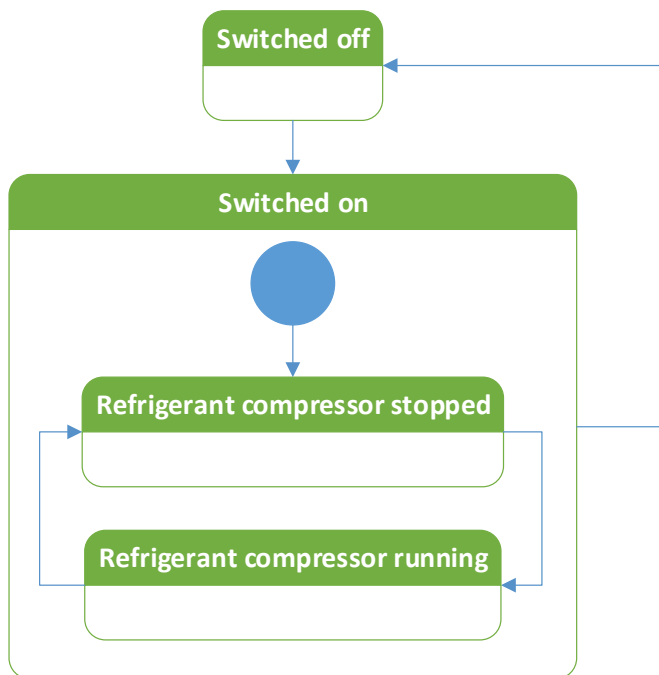 Switched off
Switched on
Refrigerant compressor stopped
Refrigerant compressor running